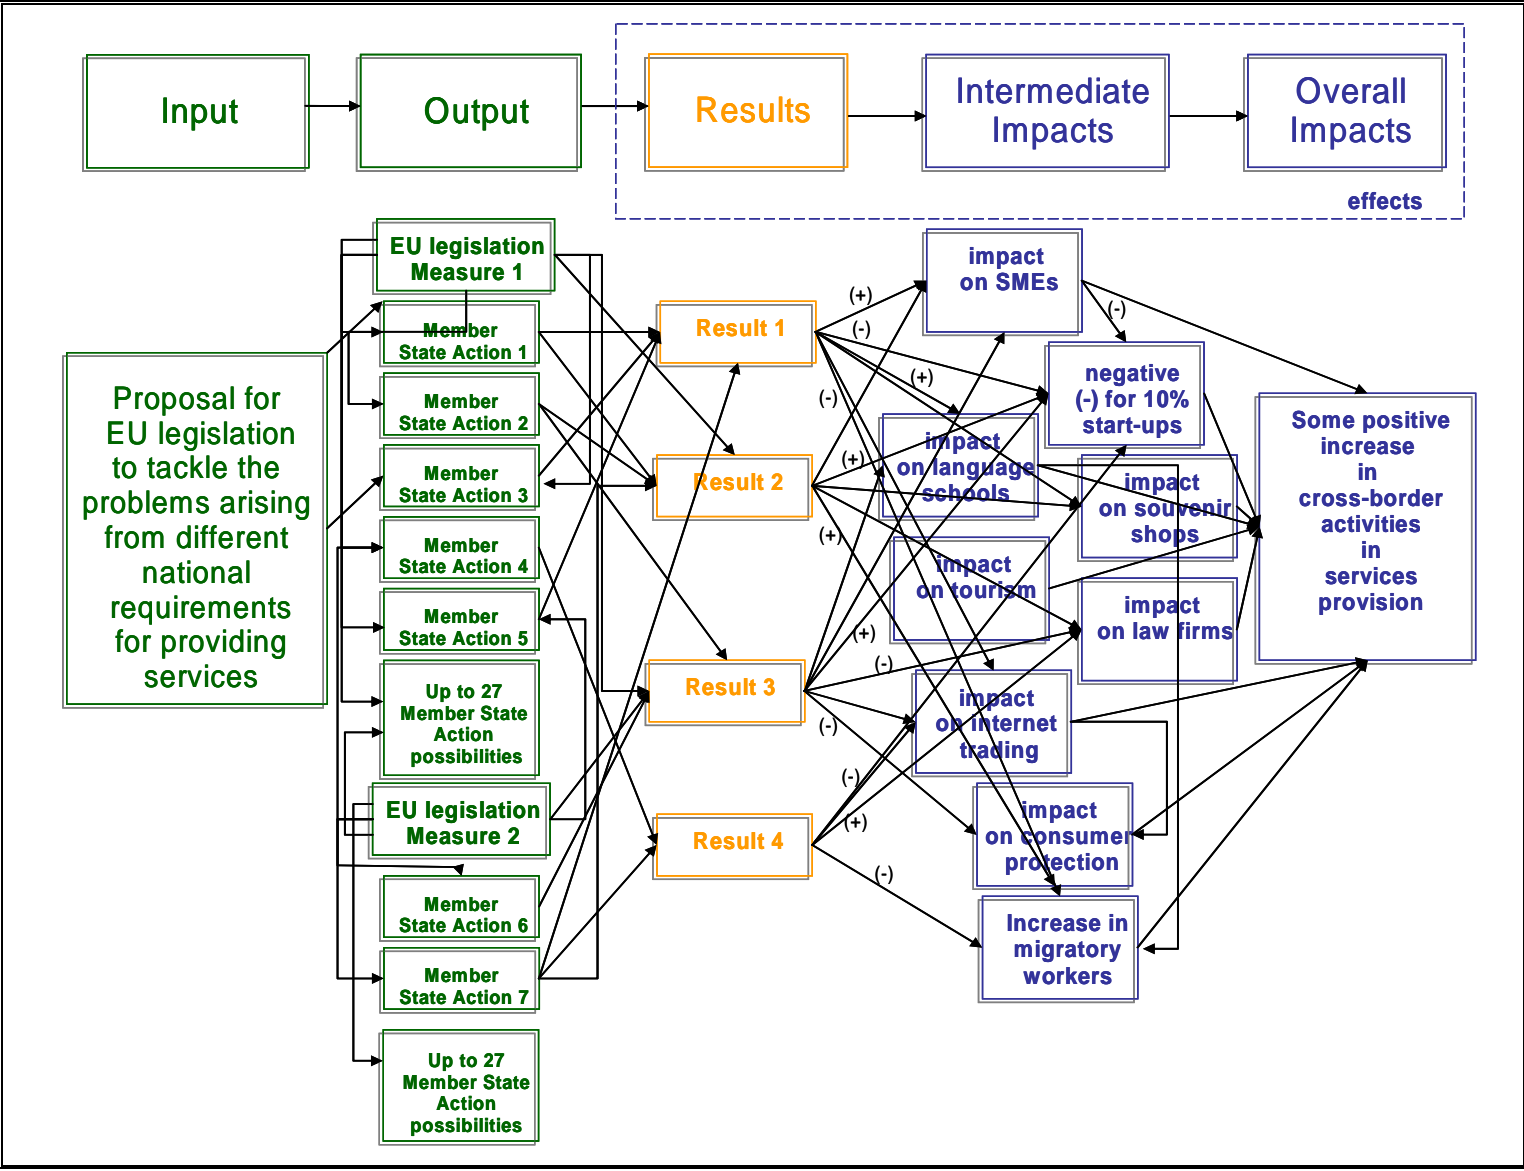 Input
Output
Results
Intermediate
Impacts
Overall
Impacts
effects
Proposal for
EU legislation
to tackle the
problems arising
from different
national
requirements
for providing
services
EU legislation
Measure 1
Member
State Action 1
Member
State Action 2
Member
State Action 3
Member
State Action 4
Member
State Action 5
Up to 27
Member State
Action
possibilities
EU legislation
Measure 2
Member
State Action 6
Member
State Action 7
Up to 27
Member State
Action
possibilities
Result 1
Result 2
Result 3
Result 4
(+)
(-)
(+)
(-)
(+)
(+)
(+)
(-)
(-)
(-)
(+)
(-)
(-)
impact
on SMEs
negative
(-) for 10%
start-ups
impact
on language
schools
impact
on souvenir
shops
impact
on tourism
impact
on law firms
impact
on internet
trading
impact
on consumer
protection
Increase in
migratory
workers
Some positive
increase
in
cross-border
activities
in
services
provision